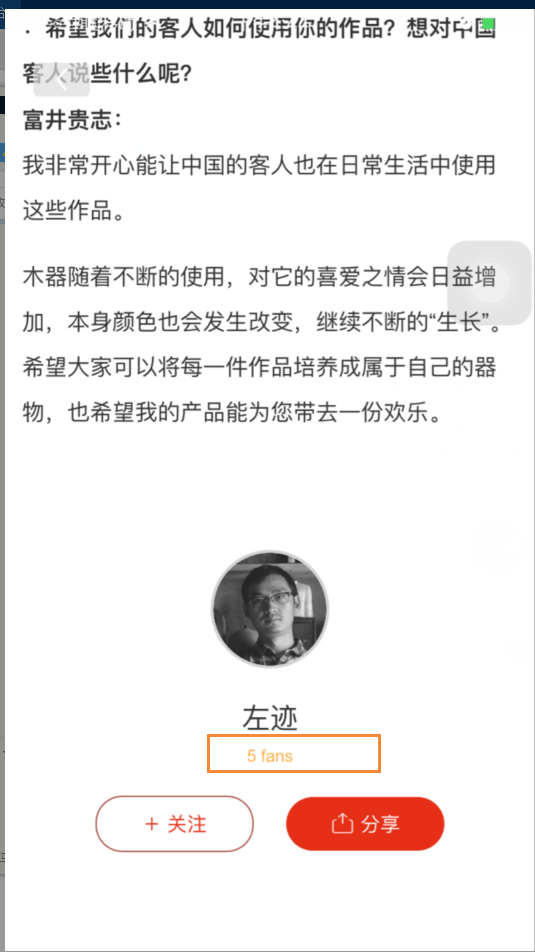 · 希望我们的客人如何使用你的作品？想对中国
客人说些什么呢？
富井贵志：
我非常开心能让中国的客人也在日常生活中使用
这些作品。
木器随着不断的使用，对它的喜爱之情会日益增
加，本身颜色也会发生改变，继续不断的“生长”。
希望大家可以将每一件作品培养成属于自己的器
物，也希望我的产品能为您带去一份欢乐。
左迹
5 fans
+ 关注
分享